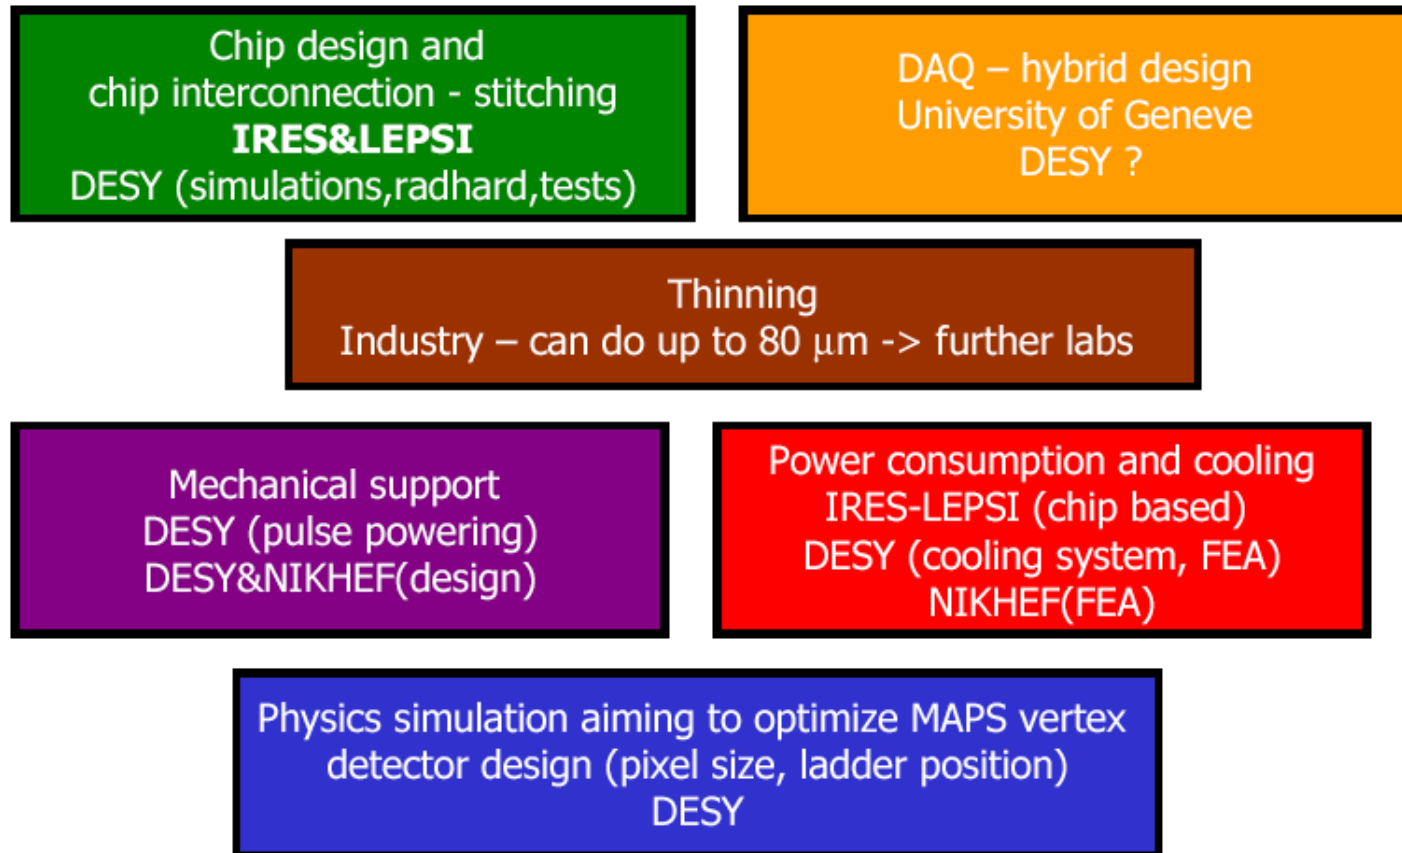 Chip design and
chip interconnection - stitching
IRES&LEPSI
DESY (simulations,radhard,tests)
DAQ – hybrid design
University of Geneve
DESY ?
Thinning
Industry – can do up to 80 μm -> further labs
Mechanical support
DESY (pulse powering)
DESY&NIKHEF(design)
Power consumption and cooling
IRES-LEPSI (chip based)
DESY (cooling system, FEA)
NIKHEF(FEA)
Physics simulation aiming to optimize MAPS vertex
detector design (pixel size, ladder position)
DESY